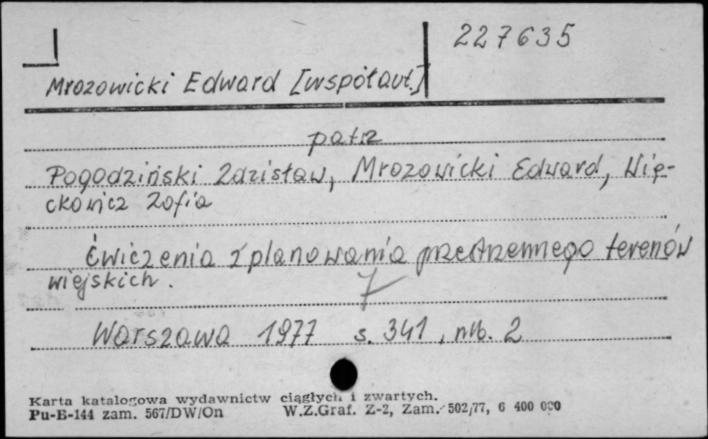 227635
Mrozowicki Edward [współaut.]
patrz
Pogodziński Zdzisław, Mrozowicki Edward, Wię-
ckowicz Zofia
Ćwiczenia z planowania przestrzennego terenów
wiejskich.
Warszawa 1977 s. 341, nlb. 2
Karta katalogowa wydawnictw ciągłych i zwartych.
Pu-B-144 zam. 567/DW/On W.Z.Graf. Z-2, Zam. 502/77, 6 400 000